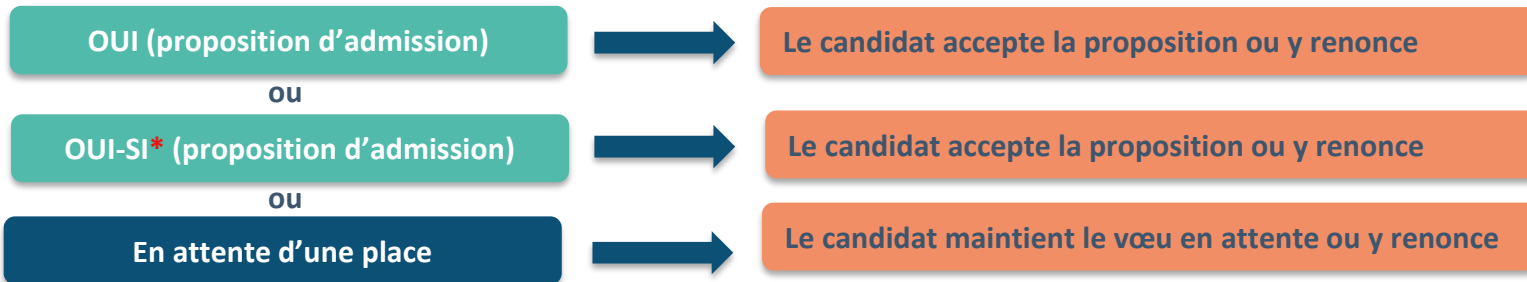 OUI (proposition d’admission)
Le candidat accepte la proposition ou y renonce
ou
OUI-SI* (proposition d’admission)
Le candidat accepte la proposition ou y renonce
ou
En attente d’une place
Le candidat maintient le vœu en attente ou y renonce